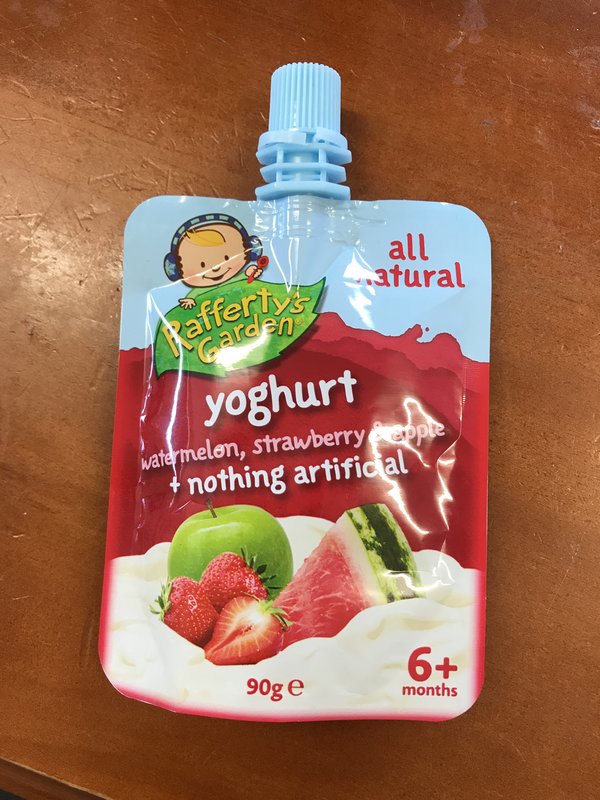 all
natural
Rafferty's
Garden®
yoghurt
watermelon, strawberry & apple
+ nothing artificial
90g e
6+
months